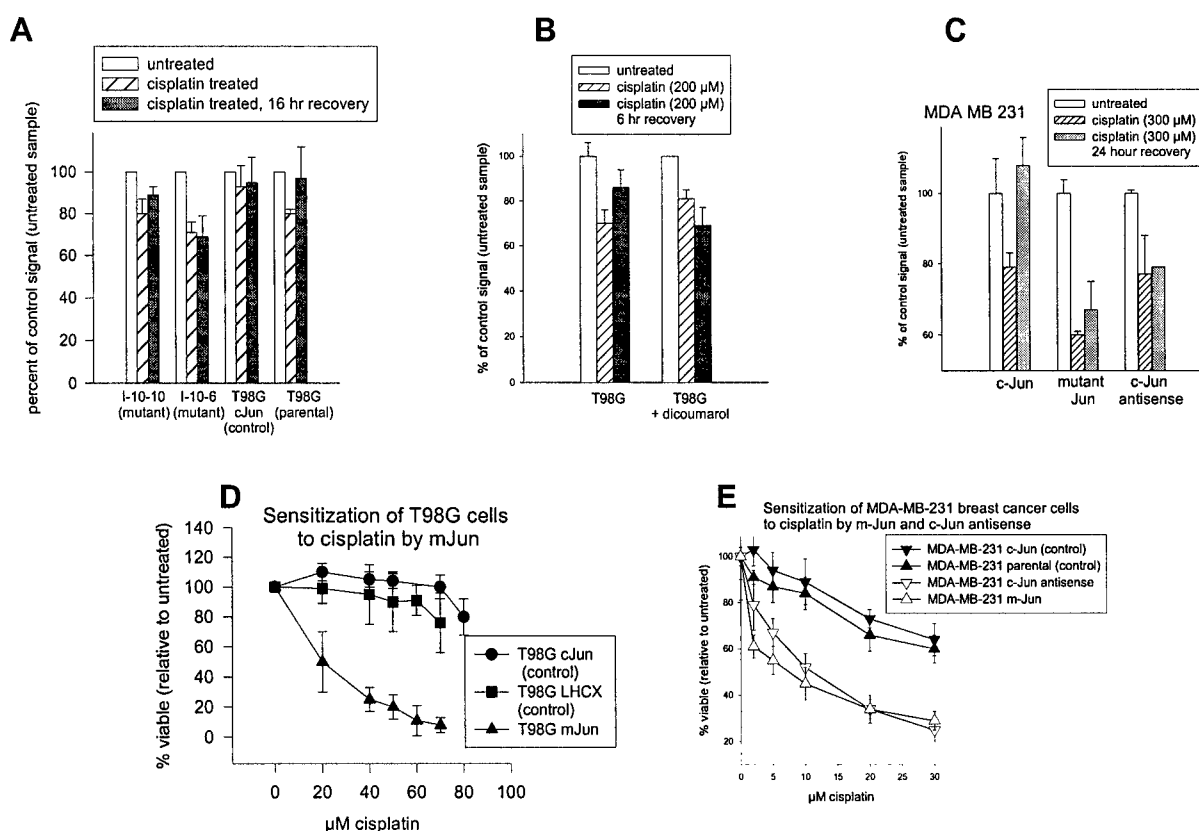 A
untreated
cisplatin treated
cisplatin treated, 16 hr recovery
percent of control signal (untreated sample)
100
80
60
40
20
0
I-10-10
(mutant)
I-10-6
(mutant)
T98G
cJun
(control)
T98G
(parental)
B
untreated
cisplatin (200 µM)
cisplatin (200 µM)
6 hr recovery
% of control signal (untreated sample)
100
80
60
40
20
0
T98G
T98G
+ dicoumarol
C
MDA MB 231
untreated
cisplatin (300 µM)
cisplatin (300 µM)
24 hour recovery
% of control signal (untreated sample)
100
80
60
c-Jun
mutant
Jun
c-Jun
antisense
D
Sensitization of T98G cells
to cisplatin by mJun
% viable (relative to untreated)
140
120
100
80
60
40
20
0
T98G cJun
(control)
T98G LHCX
(control)
T98G mJun
0 20 40 60 80 100
µM cisplatin
E
Sensitization of MDA-MB-231 breast cancer cells
to cisplatin by m-Jun and c-Jun antisense
MDA-MB-231 c-Jun (control)
MDA-MB-231 parental (control)
MDA-MB-231 c-Jun antisense
MDA-MB-231 m-Jun
% viable (relative to untreated)
100
80
60
40
20
0 5 10 15 20 25 30
µM cisplatin